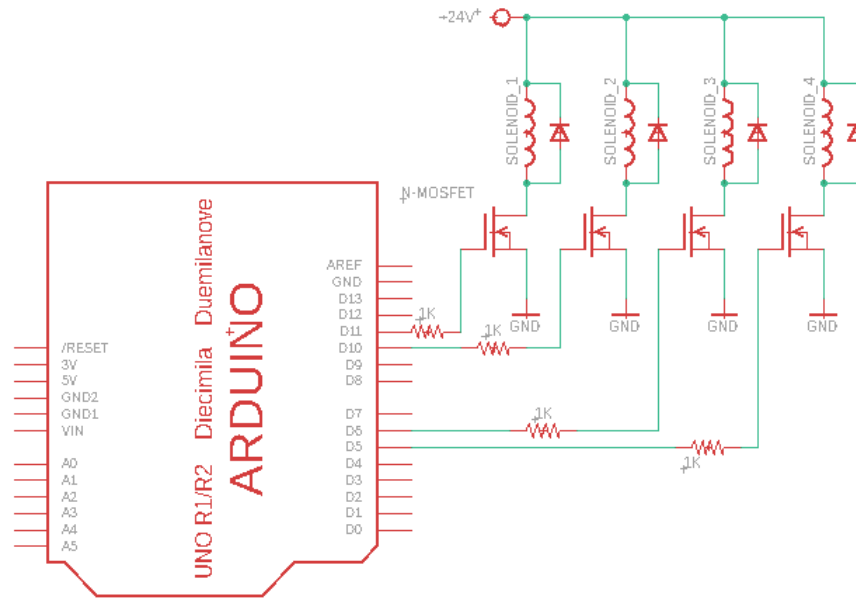 +24V
SOLENOID_1
SOLENOID_2
SOLENOID_3
SOLENOID_4
N-MOSFET
GND
GND
GND
GND
1K
1K
1K
1K
UNO R1/R2 Diecimila Duemilanove
ARDUINO
/RESET
3V
5V
GND2
GND1
VIN
A0
A1
A2
A3
A4
A5
AREF
GND
D13
D12
D11
D10
D9
D8
D7
D6
D5
D4
D3
D2
D1
D0